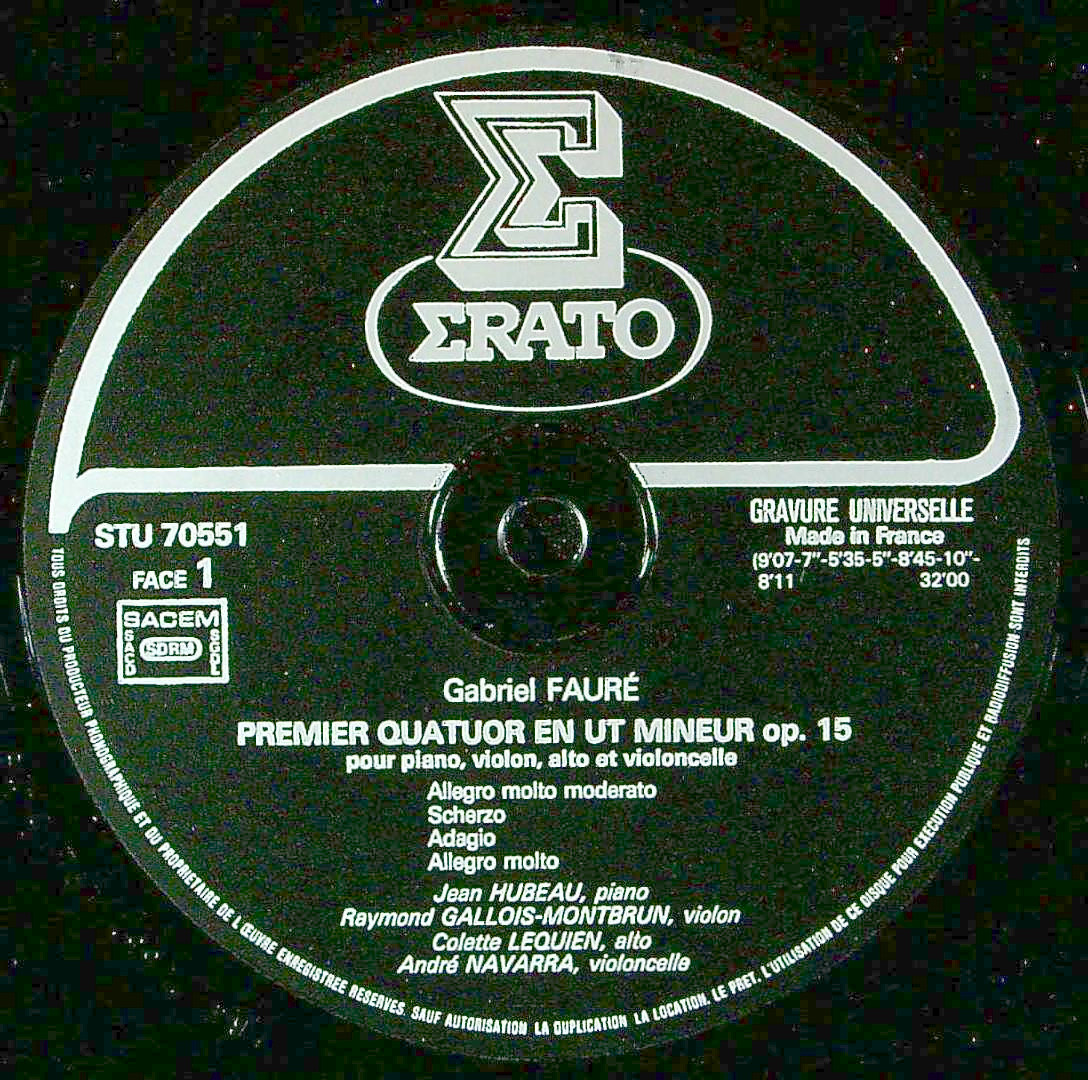 ΣRATO
STU 70551
FACE 1
SACEM
SACD
SDRM
SGDL
GRAVURE UNIVERSELLE
Made in France
(9'07-7"-5'35-5"-8'45-10"-
8'11 32'00
Gabriel FAURÉ
PREMIER QUATUOR EN UT MINEUR op. 15
pour piano, violon, alto et violoncelle
Allegro molto moderato
Scherzo
Adagio
Allegro molto
Jean HUBEAU, piano
Raymond GALLOIS-MONTBRUN, violon
Colette LEQUIEN, alto
André NAVARRA, violoncelle
TOUS DROITS DU PRODUCTEUR PHONOGRAPHIQUE ET DU PROPRIETAIRE DE L'ŒUVRE ENREGISTREE RESERVES. SAUF AUTORISATION LA DUPLICATION LA LOCATION, LE PRET, L'UTILISATION DE CE DISQUE POUR EXECUTION PUBLIQUE ET RADIODIFFUSION SONT INTERDITS